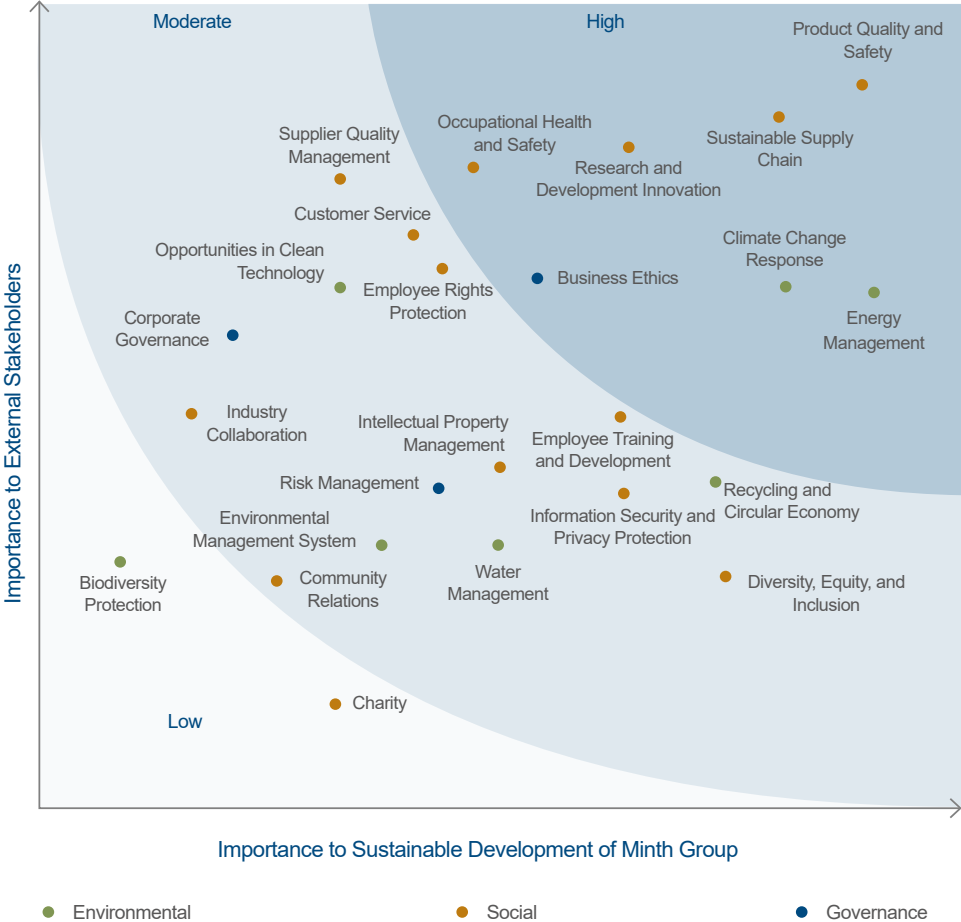 Moderate
High
Product Quality and
Safety
Supplier Quality
Management
Occupational Health
and Safety
Sustainable Supply
Chain
Research and
Development Innovation
Customer Service
Opportunities in Clean
Technology
Employee Rights
Protection
Business Ethics
Climate Change
Response
Energy
Management
Corporate
Governance
Industry
Collaboration
Intellectual Property
Management
Employee Training
and Development
Risk Management
Recycling and
Circular Economy
Environmental
Management System
Information Security and
Privacy Protection
Biodiversity
Protection
Community
Relations
Water
Management
Diversity, Equity, and
Inclusion
Charity
Low
Importance to External Stakeholders
Importance to Sustainable Development of Minth Group
Environmental
Social
Governance